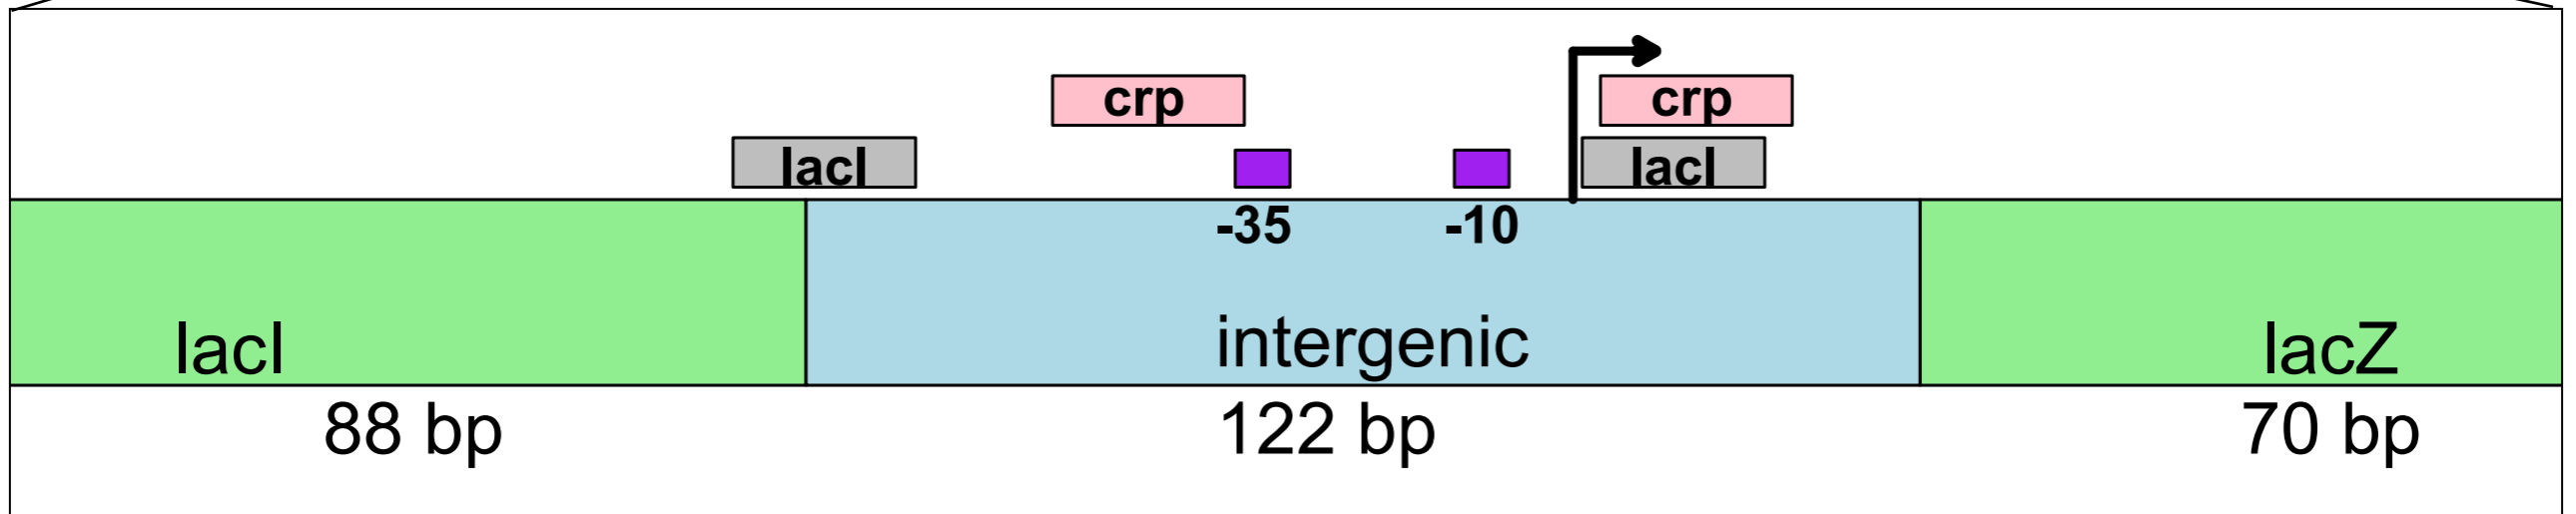 crp
crp
lacI
lacI
-35
-10
lacI
intergenic
lacZ
88 bp
122 bp
70 bp